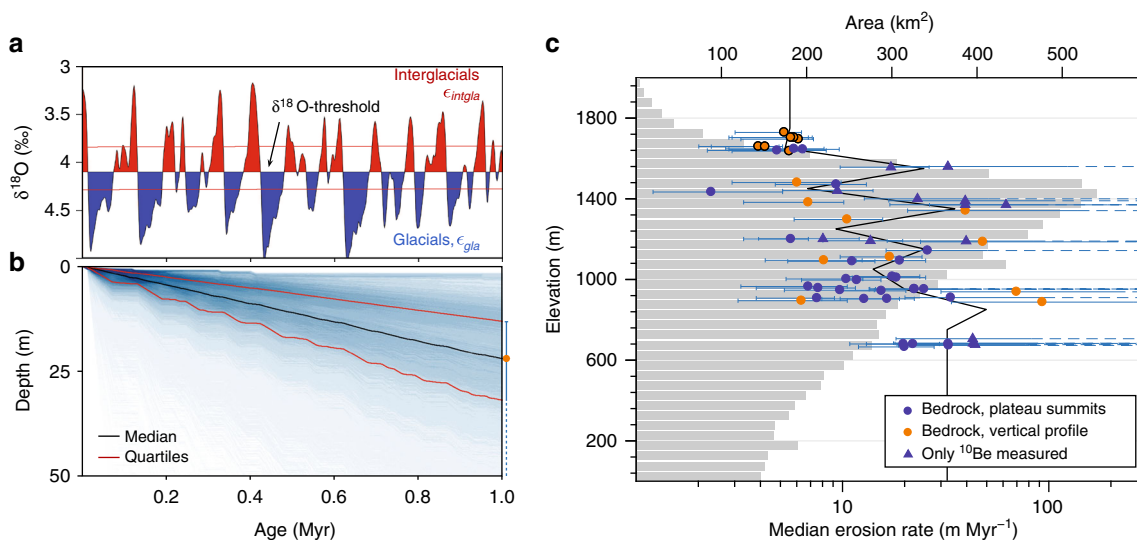 a
3
3.5
4
4.5
δ18O (‰)
Interglacials
ϵintgla
δ18O-threshold
Glacials, ϵgla
b
0
25
50
Depth (m)
Median
Quartiles
0.2
0.4
0.6
0.8
1.0
Age (Myr)
c
Area (km2)
100
200
300
400
500
1800
1400
1000
600
200
Elevation (m)
Bedrock, plateau summits
Bedrock, vertical profile
Only 10Be measured
10
100
Median erosion rate (m Myr−1)